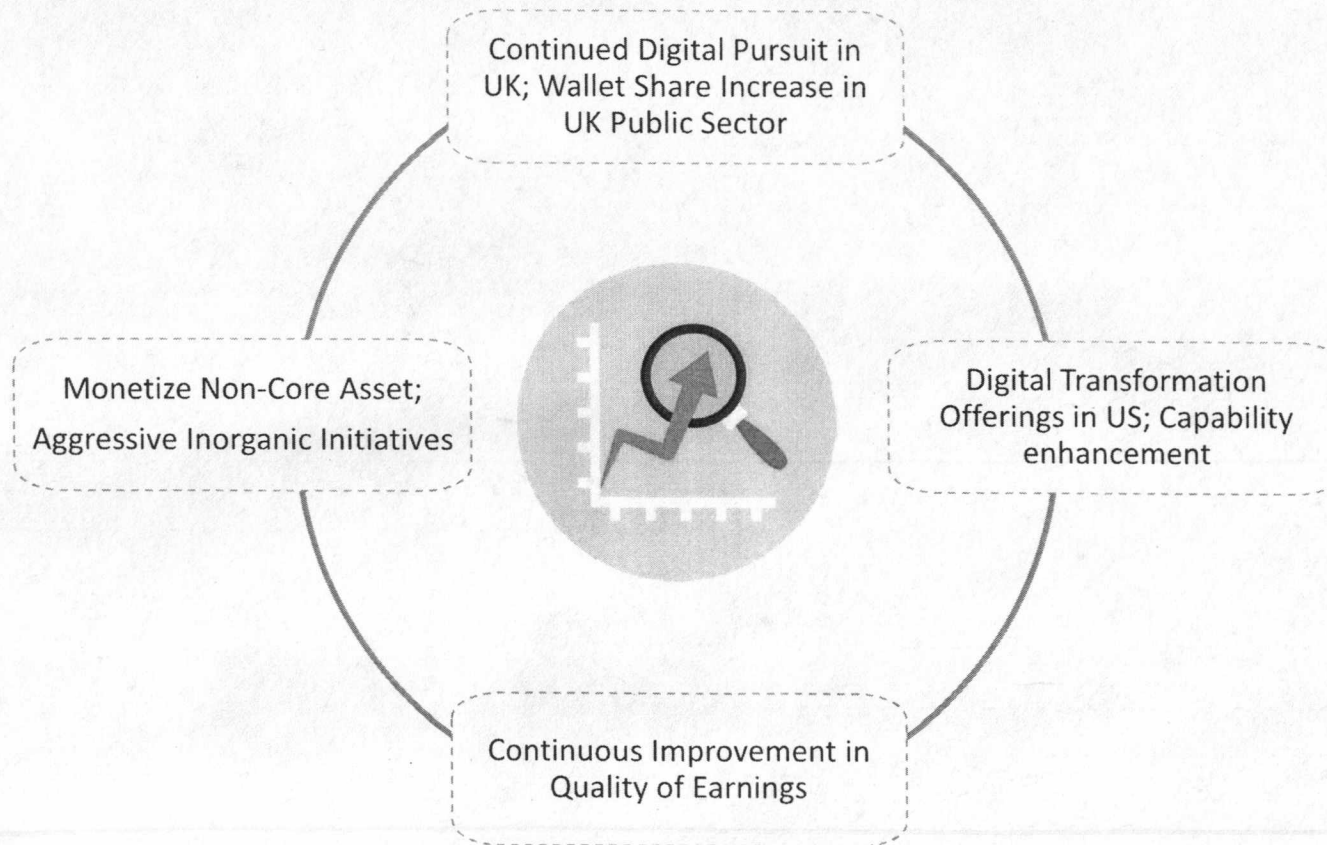 Continued Digital Pursuit in
UK; Wallet Share Increase in
UK Public Sector
Monetize Non-Core Asset;
Aggressive Inorganic Initiatives
Digital Transformation
Offerings in US; Capability
enhancement
Continuous Improvement in
Quality of Earnings